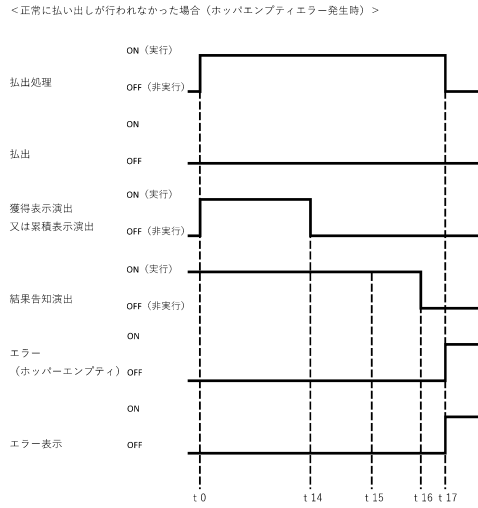 ＜正常に払い出しが行われなかった場合（ホッパエンプティエラー発生時）＞
ON（実行）
払出処理
OFF（非実行）
ON
払出
OFF
ON（実行）
獲得表示演出
又は累積表示演出
OFF（非実行）
ON（実行）
結果告知演出
OFF（非実行）
ON
エラー
（ホッパーエンプティ）OFF
ON
エラー表示
OFF
t 0 t 14 t 15 t 16 t 17